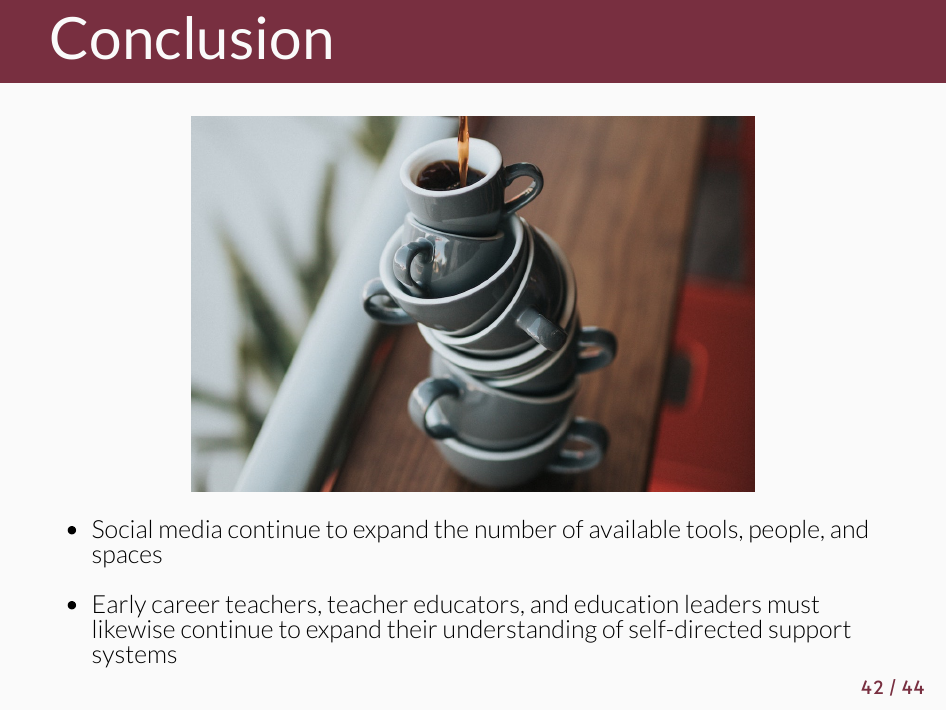 Conclusion
• Social media continue to expand the number of available tools, people, and
spaces
• Early career teachers, teacher educators, and education leaders must
likewise continue to expand their understanding of self-directed support
systems
42 / 44